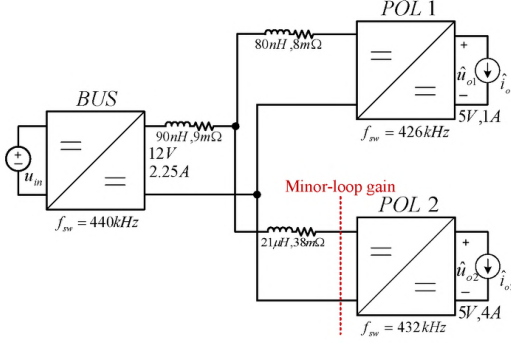 POL 1
80nH,8mΩ
û_o1
î_o
5V,1A
f_sw = 426kHz
BUS
90nH,9mΩ
12V
2.25A
u_in
f_sw = 440kHz
Minor-loop gain
POL 2
21μH,38mΩ
û_o2
î_o
5V,4A
f_sw = 432kHz